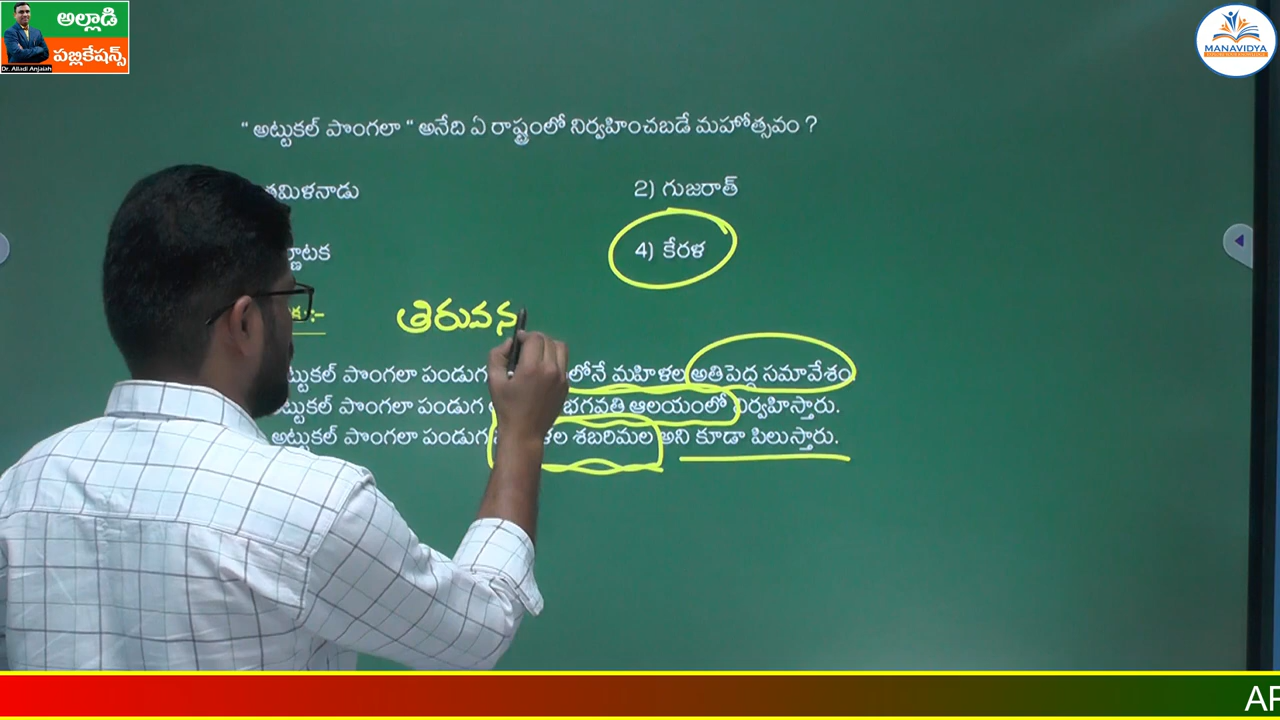 అల్లాడి
పబ్లికేషన్స్
Dr. Alladi Anjaiah
MANAVIDYA
" అట్టుకల్ పొంగలా " అనేది ఏ రాష్ట్రంలో నిర్వహించబడే మహోత్సవం ?
తమిళనాడు
2) గుజరాత్
ర్ణాటక
4) కేరళ
తిరువన
ట్టుకల్ పొంగలా పండుగ లోనే మహిళల అతిపెద్ద సమావేశం.
ట్టుకల్ పొంగలా పండుగ భగవతి ఆలయంలో నిర్వహిస్తారు.
అట్టుకల్ పొంగలా పండుగ శబరిమల అని కూడా పిలుస్తారు.
AP